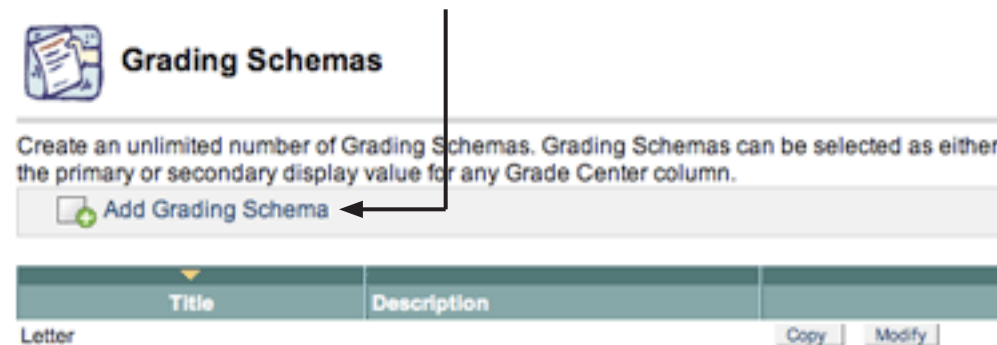 Grading Schemas
Create an unlimited number of Grading Schemas. Grading Schemas can be selected as either
the primary or secondary display value for any Grade Center column.
Add Grading Schema
Title Description
Letter Copy Modify